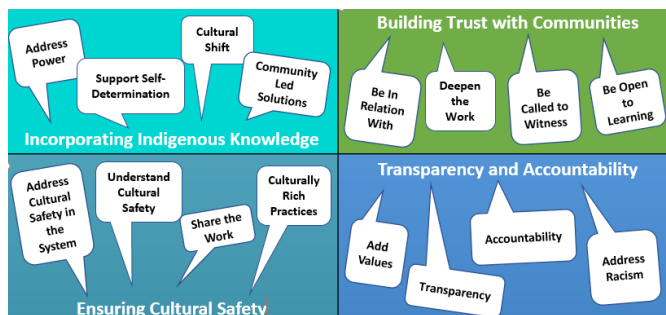 Address
Power
Support Self-
Determination
Cultural
Shift
Community
Led
Solutions
Incorporating Indigenous Knowledge
Building Trust with Communities
Be In
Relation
With
Deepen
the
Work
Be
Called to
Witness
Be Open
to
Learning
Address
Cultural
Safety in
the
System
Understand
Cultural
Safety
Share the
Work
Culturally
Rich
Practices
Ensuring Cultural Safety
Transparency and Accountability
Add
Values
Transparency
Accountability
Address
Racism